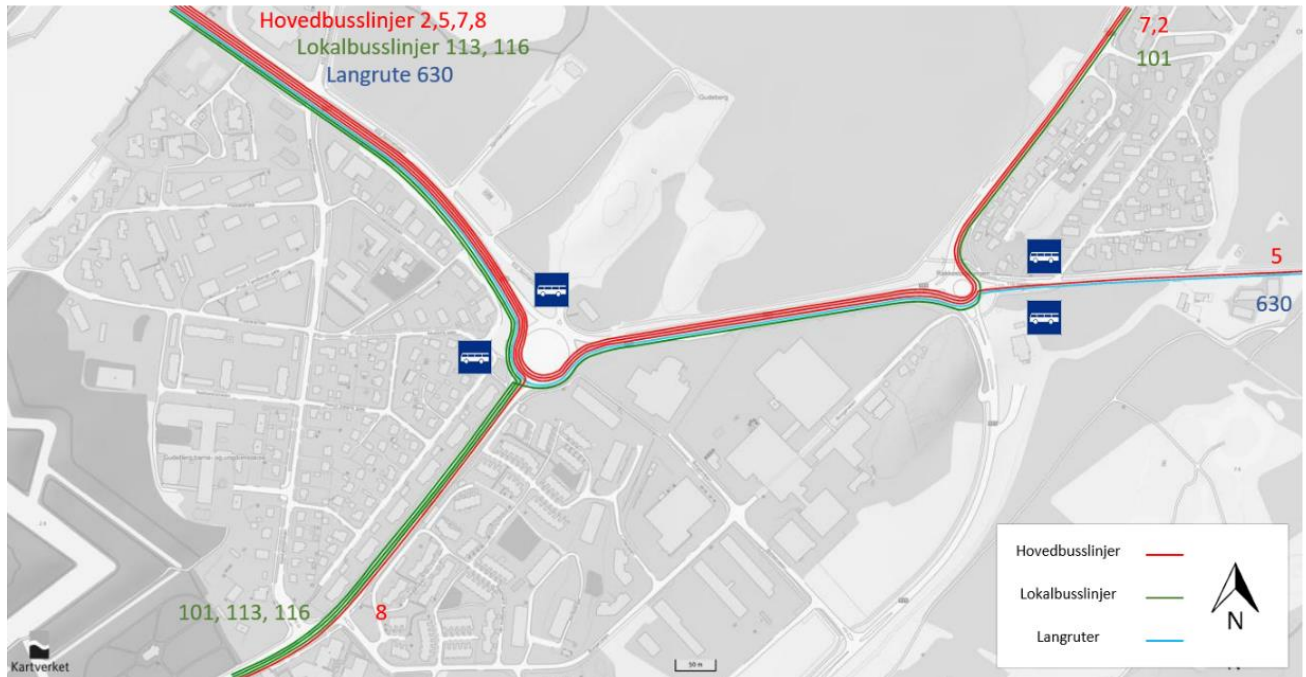 Hovedbusslinjer 2,5,7,8
Lokalbusslinjer 113, 116
Langrute 630
7,2
101
Gudeberg
5
630
101, 113, 116
8
Hovedbusslinjer
Lokalbusslinjer
Langruter
N
Kartverket
50 m